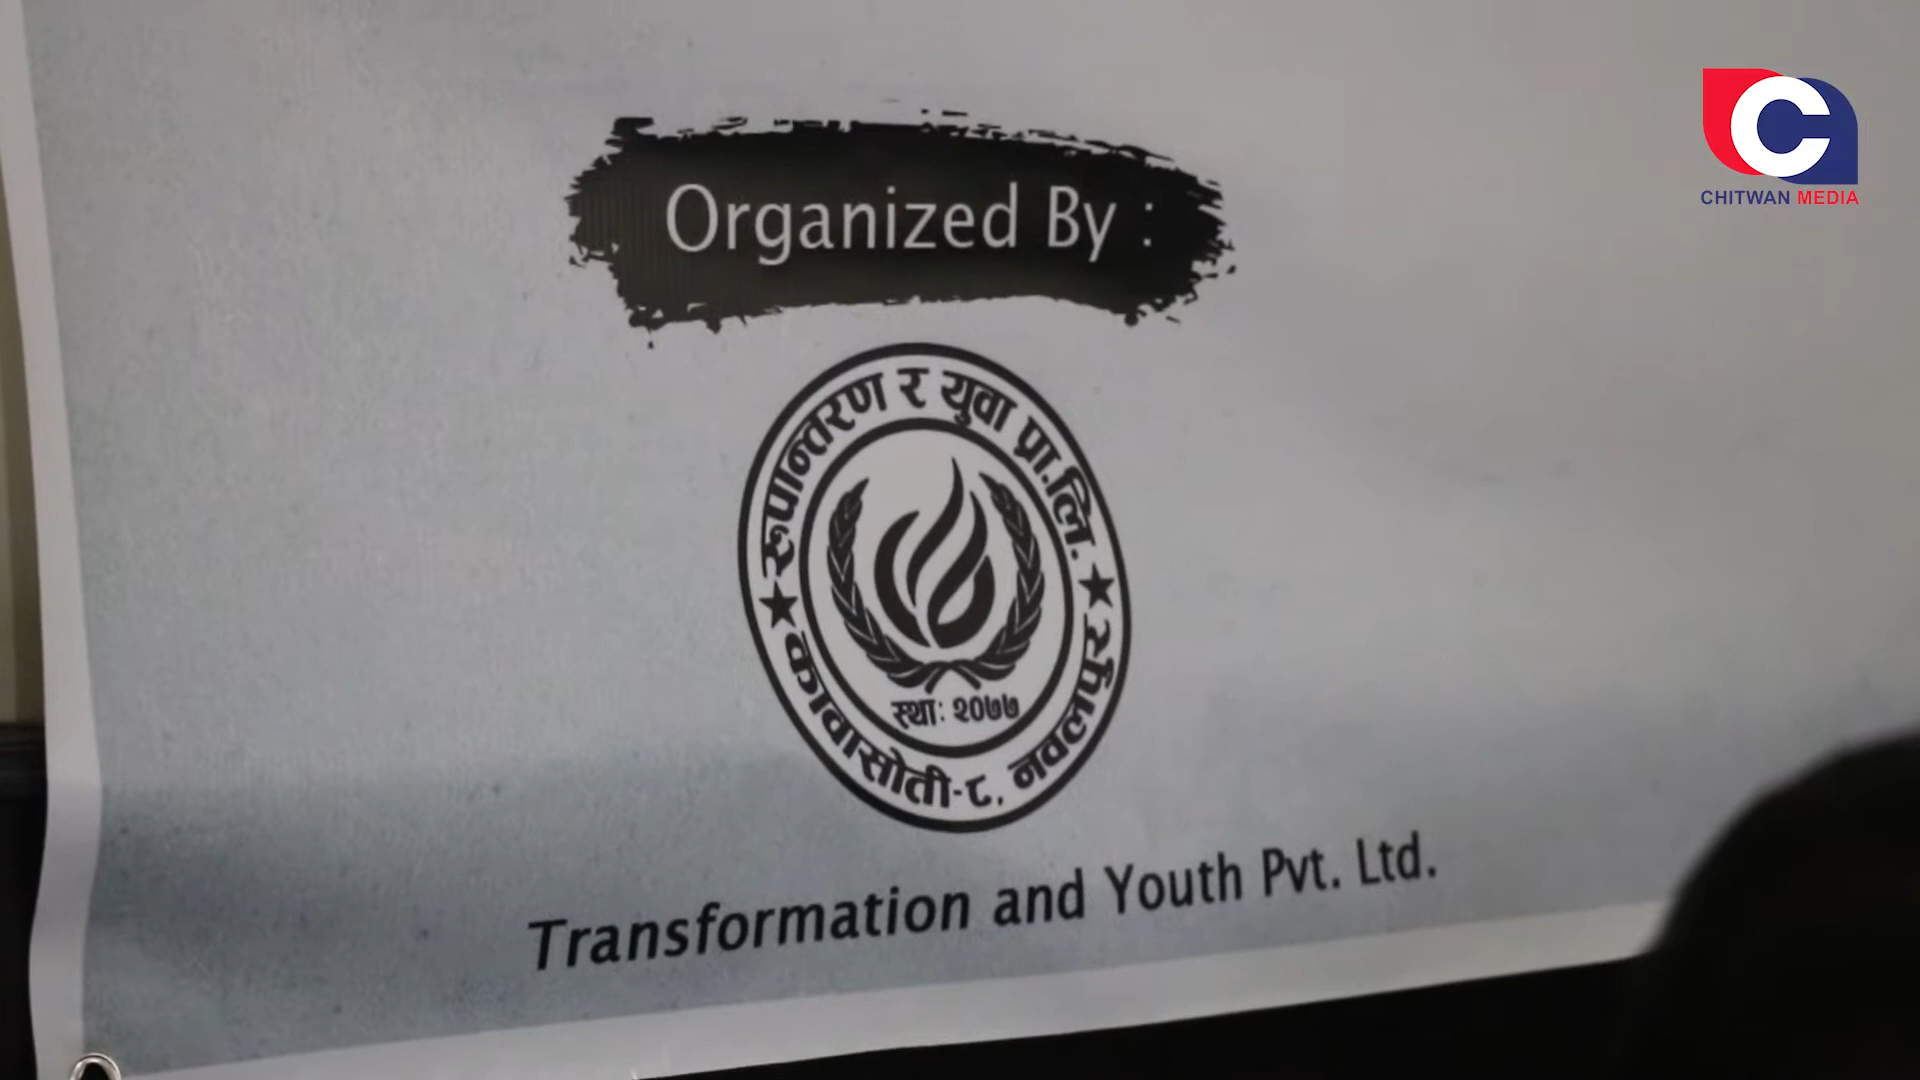 CHITWAN MEDIA
Organized By :
रुपान्तरण र युवा प्रा.लि.
स्था: २०७७
कावासोती-८, नवलपुर
Transformation and Youth Pvt. Ltd.